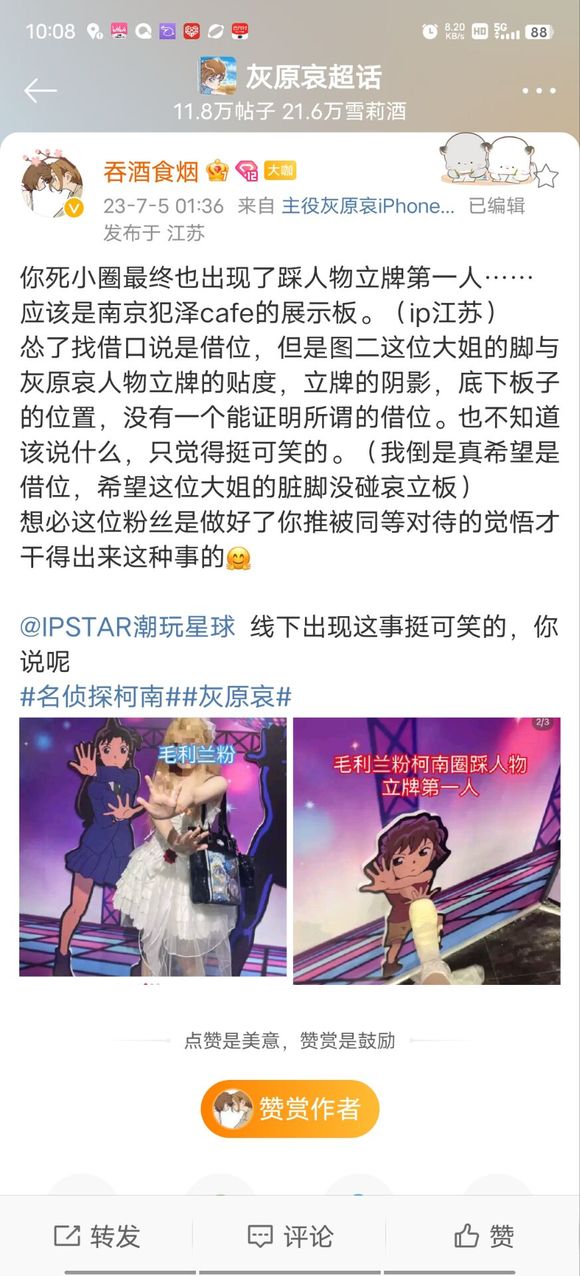 10:08
8.20
KB/s
HD
5G
88
灰原哀超话
11.8万帖子 21.6万雪莉酒
吞酒食烟
12
大咖
23-7-5 01:36 来自 主役灰原哀iPhone... 已编辑
发布于 江苏
你死小圈最终也出现了踩人物立牌第一人……
应该是南京犯泽cafe的展示板。（ip江苏）
怂了找借口说是借位，但是图二这位大姐的脚与
灰原哀人物立牌的贴度，立牌的阴影，底下板子
的位置，没有一个能证明所谓的借位。也不知道
该说什么，只觉得挺可笑的。（我倒是真希望是
借位，希望这位大姐的脏脚没碰哀立板）
想必这位粉丝是做好了你推被同等对待的觉悟才
干得出来这种事的🤗
@IPSTAR潮玩星球 线下出现这事挺可笑的，你
说呢
#名侦探柯南##灰原哀#
毛利兰粉
2/3
毛利兰粉柯南圈踩人物
立牌第一人
点赞是美意，赞赏是鼓励
赞赏作者
转发
评论
赞